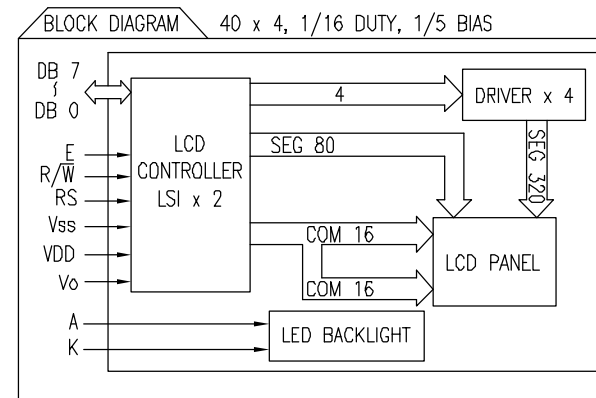 BLOCK DIAGRAM 40 x 4, 1/16 DUTY, 1/5 BIAS
DB 7
DB 0
E
R/W̅
RS
Vss
VDD
Vo
A
K
LCD
CONTROLLER
LSI x 2
4
DRIVER x 4
SEG 80
SEG 320
COM 16
COM 16
LCD PANEL
LED BACKLIGHT